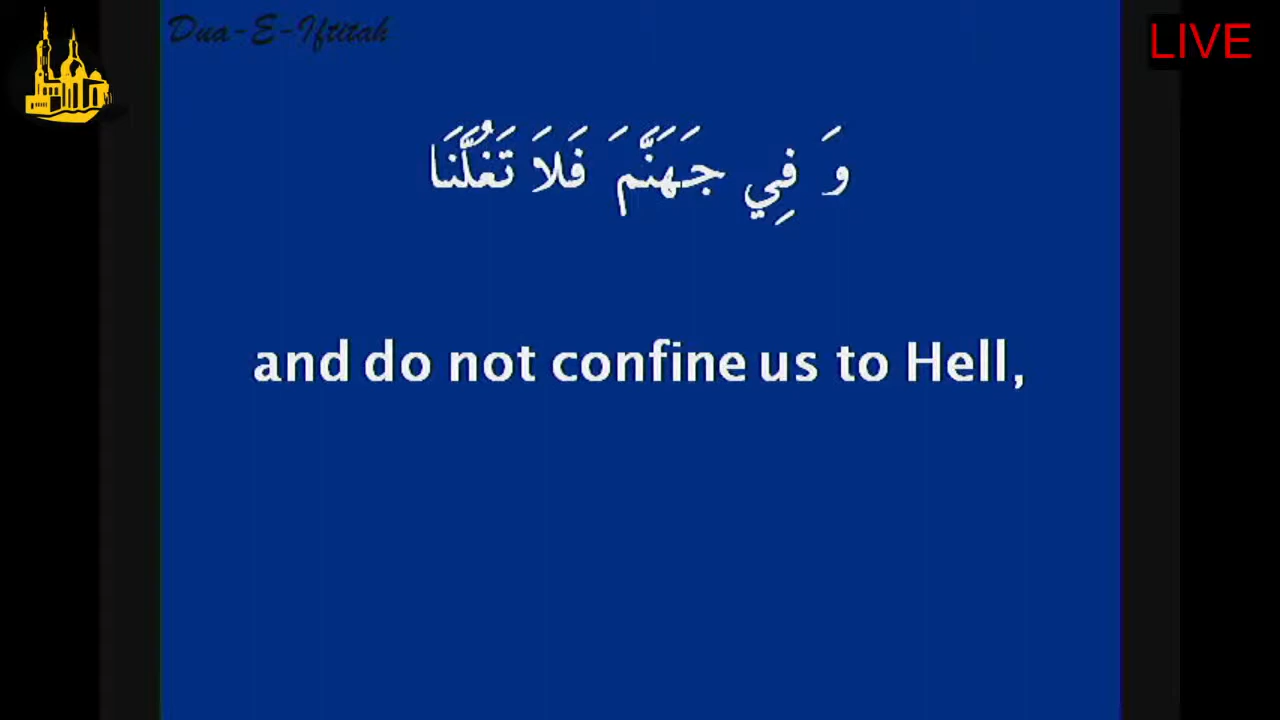 Dua-E-Iftitah
LIVE
وَ فِي جَهَنَّمَ فَلاَ تَغُلَّنَا
and do not confine us to Hell,